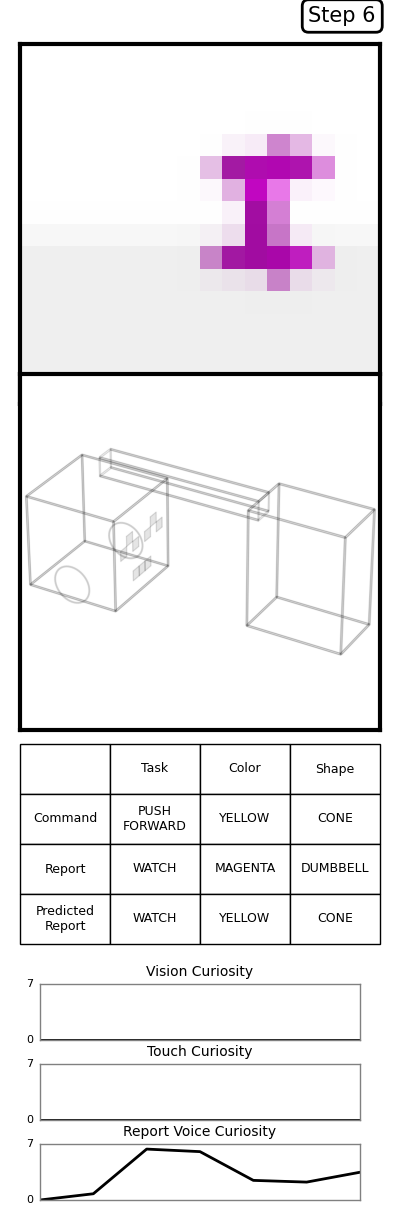 Step 6
Task Color Shape
Command PUSH FORWARD YELLOW CONE
Report WATCH MAGENTA DUMBBELL
Predicted Report WATCH YELLOW CONE
Vision Curiosity
7
0
Touch Curiosity
7
0
Report Voice Curiosity
7
0